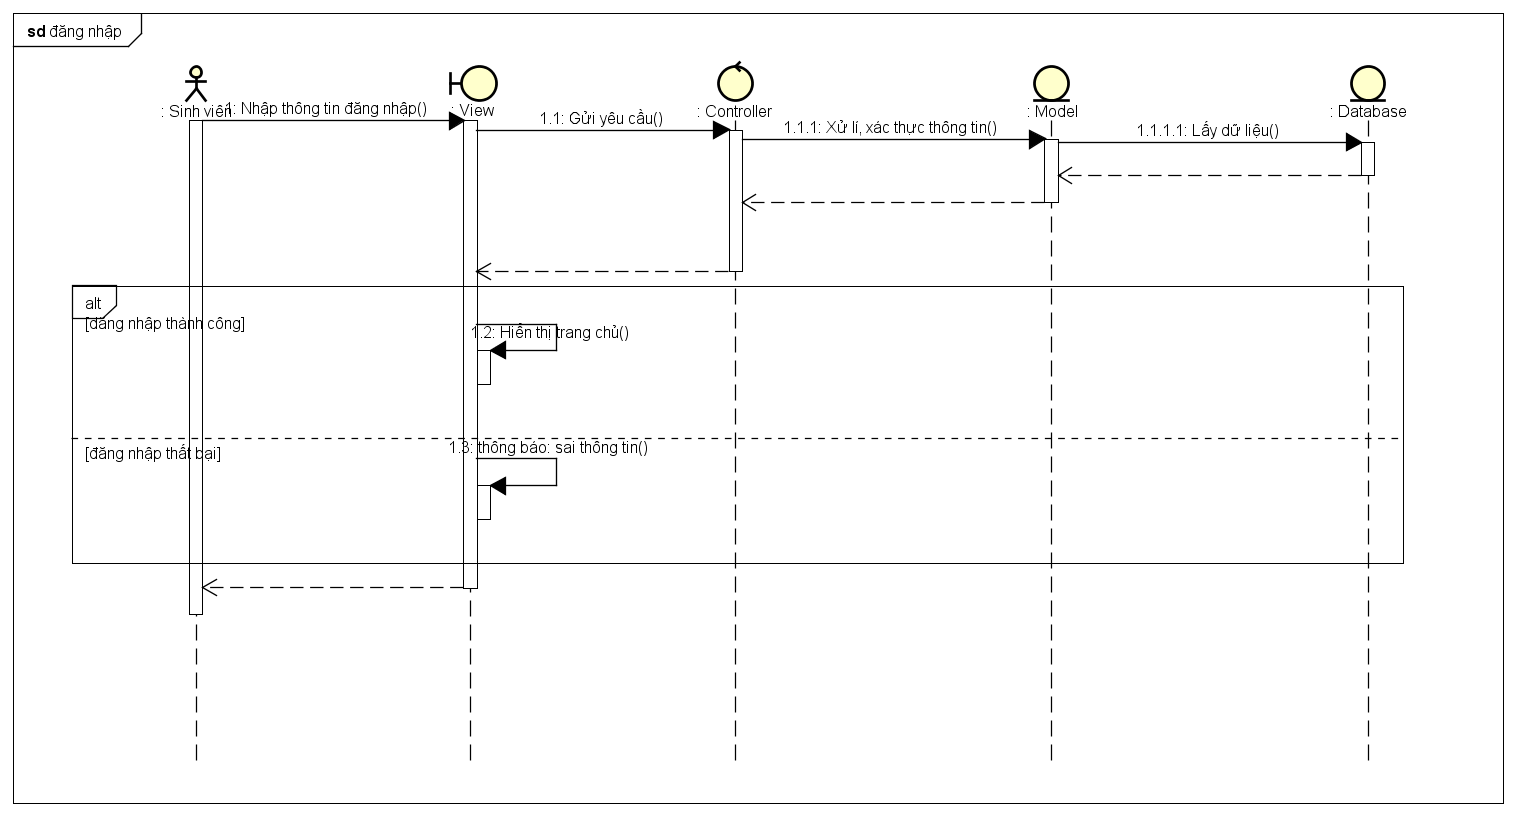 sd đăng nhập
: Sinh viên
: View
: Controller
: Model
: Database
1: Nhập thông tin đăng nhập()
1.1: Gửi yêu cầu()
1.1.1: Xử lí, xác thực thông tin()
1.1.1.1: Lấy dữ liệu()
alt
[đăng nhập thành công]
1.2: Hiển thị trang chủ()
[đăng nhập thất bại]
1.3: thông báo: sai thông tin()